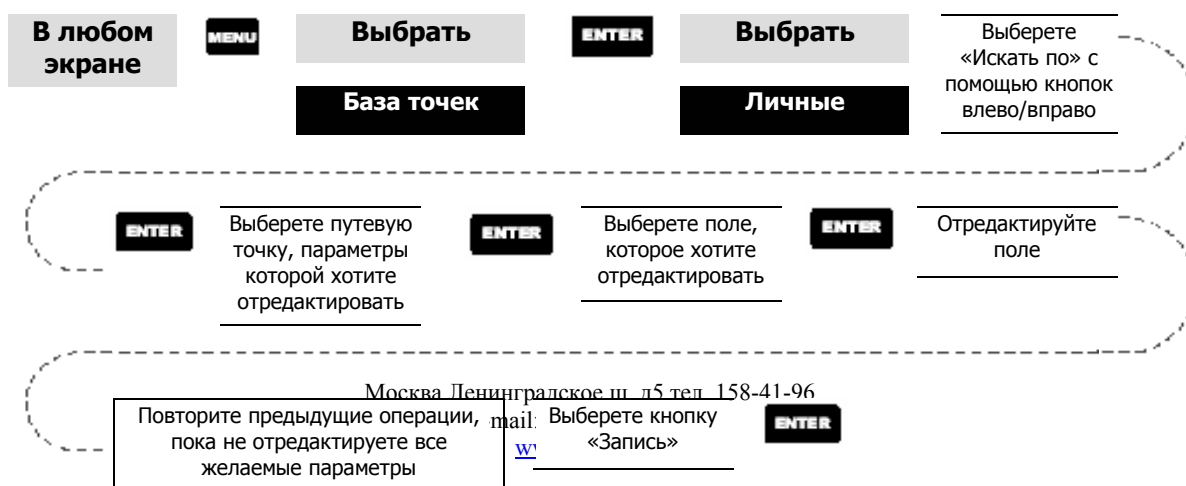 В любом
экране
MENU
Выбрать
База точек
ENTER
Выбрать
Личные
Выберете
«Искать по» с
помощью кнопок
влево/вправо
ENTER
Выберете путевую
точку, параметры
которой хотите
отредактировать
ENTER
Выберете поле,
которое хотите
отредактировать
ENTER
Отредактируйте
поле
Москва Ленинградское ш. д5 тел. 158-41-96
Повторите предыдущие операции,
пока не отредактируете все
желаемые параметры
mail:
Выберете кнопку
«Запись»
ENTER